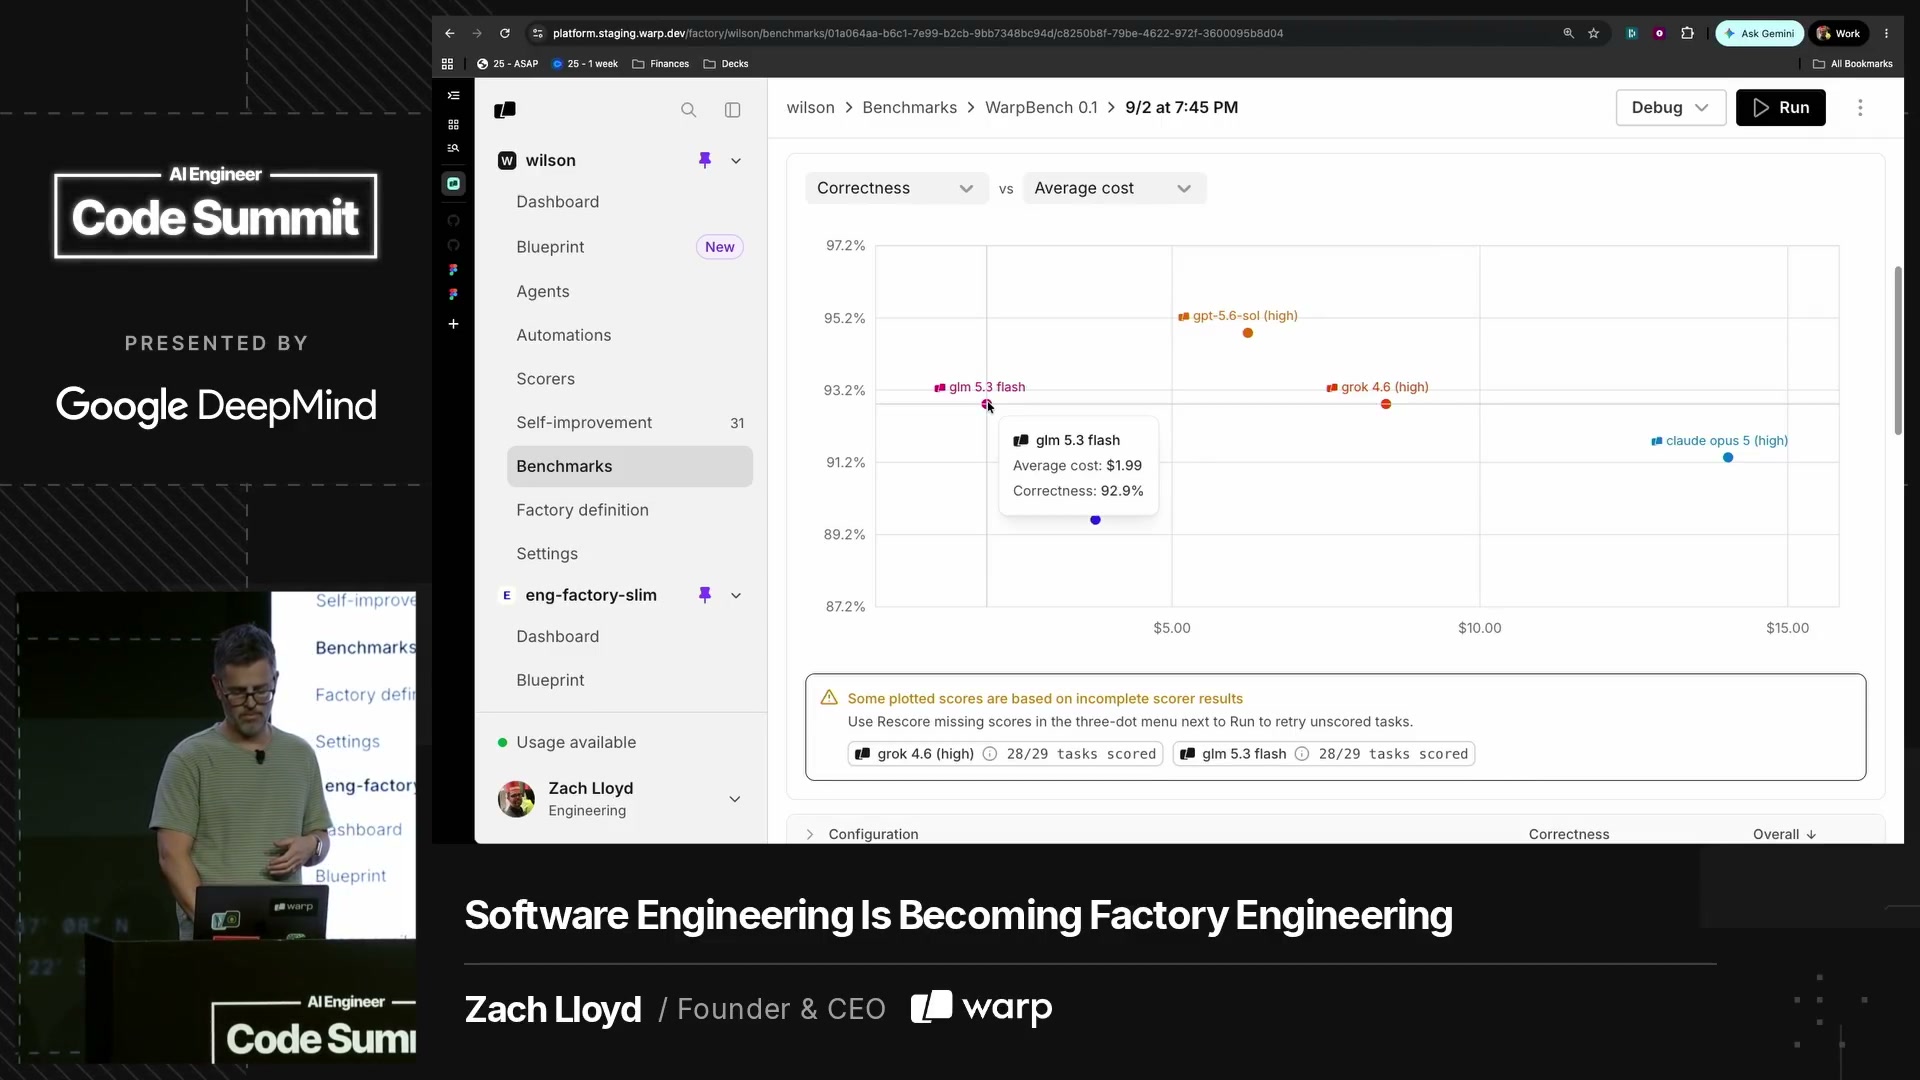 platform.staging.warp.dev/factory/wilson/benchmarks/01a064aa-b6c1-7e99-b2cb-9bb7348bc94d/c8250b8f-79be-4622-972f-3600095b8d04
Ask Gemini
Work
25 - ASAP
25 - 1 week
Finances
Decks
All Bookmarks
W wilson
Dashboard
Blueprint New
Agents
Automations
Scorers
Self-improvement 31
Benchmarks
Factory definition
Settings
E eng-factory-slim
Dashboard
Blueprint
Usage available
Zach Lloyd
Engineering
wilson > Benchmarks > WarpBench 0.1 > 9/2 at 7:45 PM
Debug
Run
Correctness vs Average cost
97.2%
95.2%
93.2%
91.2%
89.2%
87.2%
gpt-5.6-sol (high)
glm 5.3 flash
grok 4.6 (high)
claude opus 5 (high)
glm 5.3 flash
Average cost: $1.99
Correctness: 92.9%
$5.00
$10.00
$15.00
Some plotted scores are based on incomplete scorer results
Use Rescore missing scores in the three-dot menu next to Run to retry unscored tasks.
grok 4.6 (high) 28/29 tasks scored
glm 5.3 flash 28/29 tasks scored
Configuration Correctness Overall
AI Engineer
Code Summit
PRESENTED BY
Google DeepMind
Self-improve
Benchmarks
Factory defi
Settings
eng-factory
ashboard
Blueprint
warp
AI Engineer
Code Sum
Software Engineering Is Becoming Factory Engineering
Zach Lloyd / Founder & CEO warp